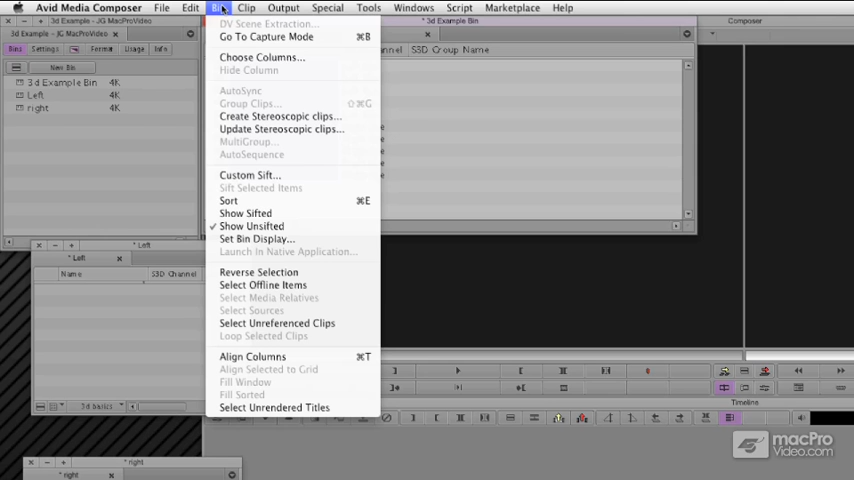 Avid Media Composer File Edit Bin Clip Output Special Tools Windows Script Marketplace Help
3d Example - JG MacProVideo
3d Example - JG MacProVideo
Bins Settings Format Usage Info
New Bin
3d Example Bin 4K
Left 4K
right 4K
DV Scene Extraction...
Go To Capture Mode ⌘B
Choose Columns...
Hide Column
AutoSync
Group Clips... ⇧⌘G
Create Stereoscopic clips...
Update Stereoscopic clips...
MultiGroup...
AutoSequence
Custom Sift...
Sift Selected Items
Sort ⌘E
Show Sifted
✓ Show Unsifted
Set Bin Display...
Launch In Native Application...
Reverse Selection
Select Offline Items
Select Media Relatives
Select Sources
Select Unreferenced Clips
Loop Selected Clips
Align Columns ⌘T
Align Selected to Grid
Fill Window
Fill Sorted
Select Unrendered Titles
* 3d Example Bin
S3D Group Name
Composer
* Left
* Left
Name S3D Channel
3d basics
* right
* right
Timeline
macPro
Video.com